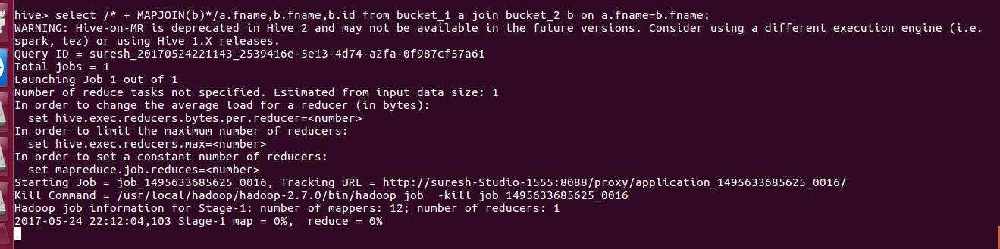 hive> select /* + MAPJOIN(b)*/a.fname,b.fname,b.id from bucket_1 a join bucket_2 b on a.fname=b.fname;
WARNING: Hive-on-MR is deprecated in Hive 2 and may not be available in the future versions. Consider using a different execution engine (i.e.
spark, tez) or using Hive 1.X releases.
Query ID = suresh_20170524221143_2539416e-5e13-4d74-a2fa-0f987cf57a61
Total jobs = 1
Launching Job 1 out of 1
Number of reduce tasks not specified. Estimated from input data size: 1
In order to change the average load for a reducer (in bytes):
  set hive.exec.reducers.bytes.per.reducer=<number>
In order to limit the maximum number of reducers:
  set hive.exec.reducers.max=<number>
In order to set a constant number of reducers:
  set mapreduce.job.reduces=<number>
Starting Job = job_1495633685625_0016, Tracking URL = http://suresh-Studio-1555:8088/proxy/application_1495633685625_0016/
Kill Command = /usr/local/hadoop/hadoop-2.7.0/bin/hadoop job  -kill job_1495633685625_0016
Hadoop job information for Stage-1: number of mappers: 12; number of reducers: 1
2017-05-24 22:12:04,103 Stage-1 map = 0%,  reduce = 0%